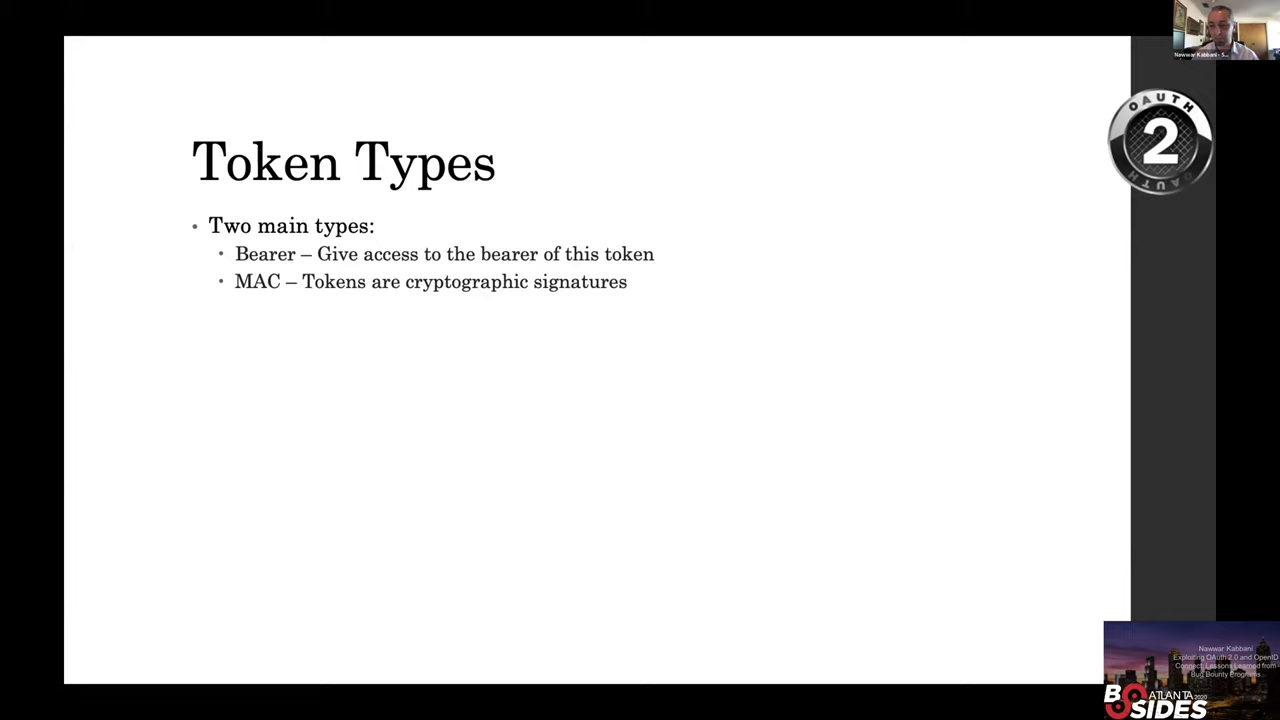 Nawwar Kabbani - S...
OAUTH
2
OAUTH
Token Types
• Two main types:
• Bearer – Give access to the bearer of this token
• MAC – Tokens are cryptographic signatures
Nawwar Kabbani
Exploiting OAuth 2.0 and OpenID
Connect: Lessons Learned from
Bug Bounty Programs
BSIDES ATLANTA 2020